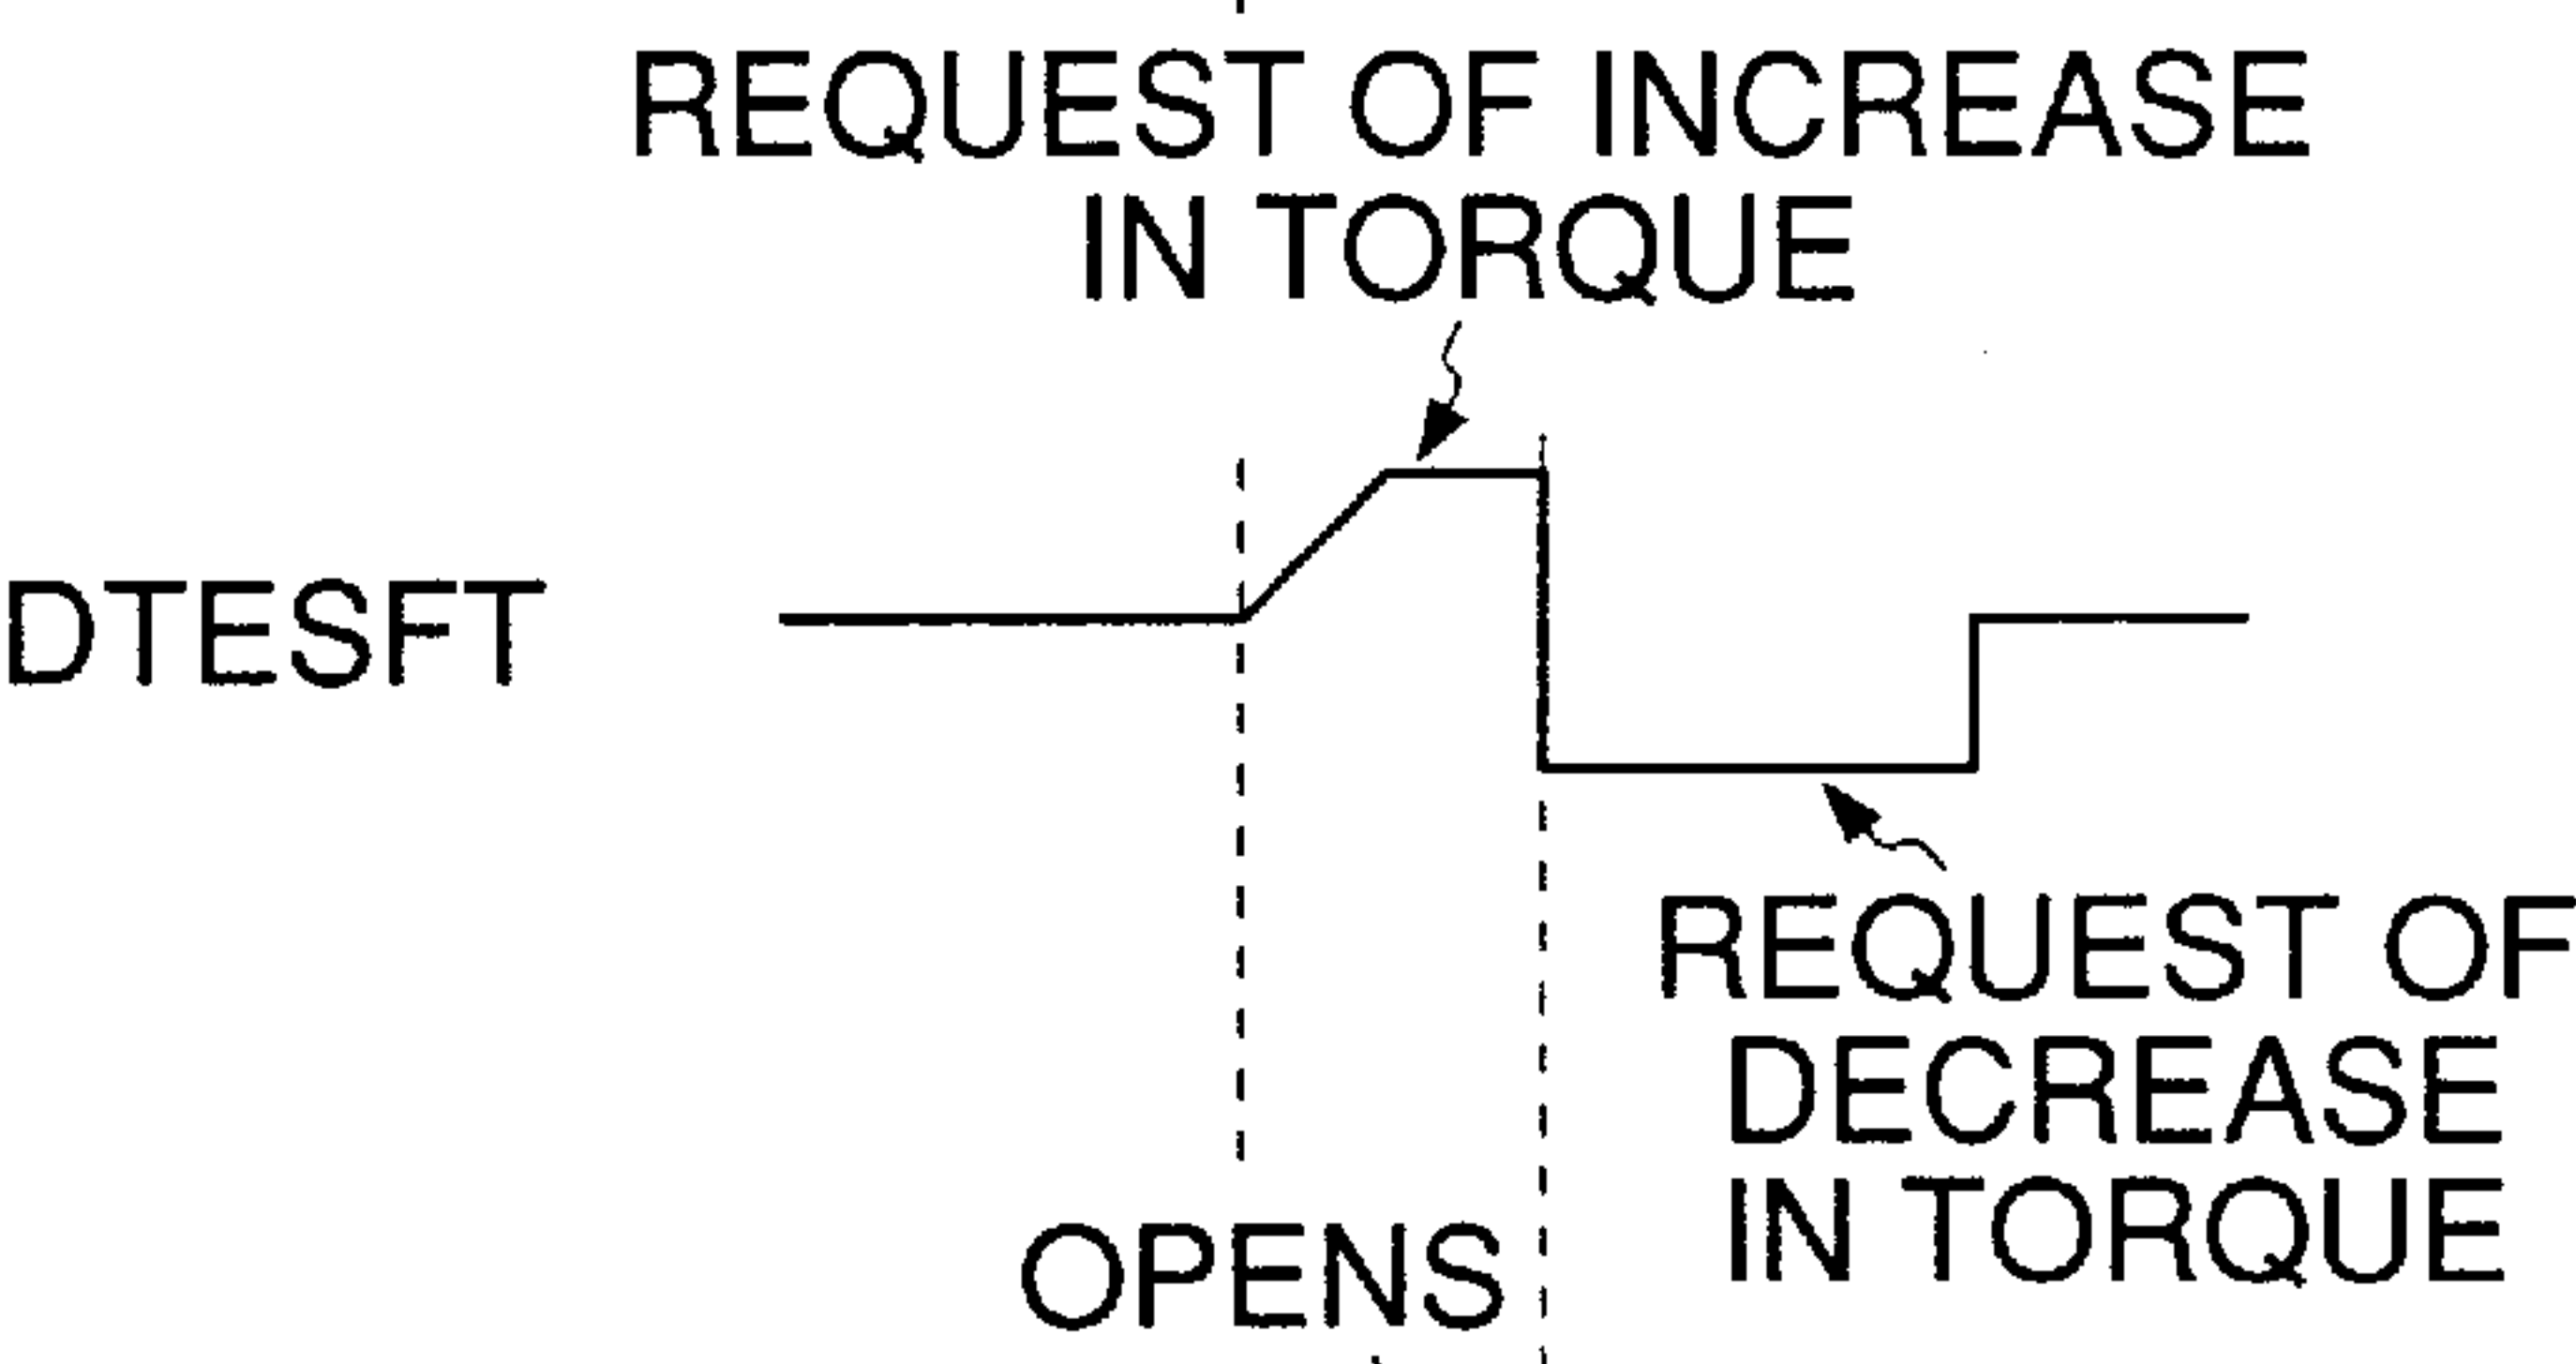 REQUEST OF INCREASE
IN TORQUE
DTESFT
REQUEST OF
DECREASE
IN TORQUE
OPENS